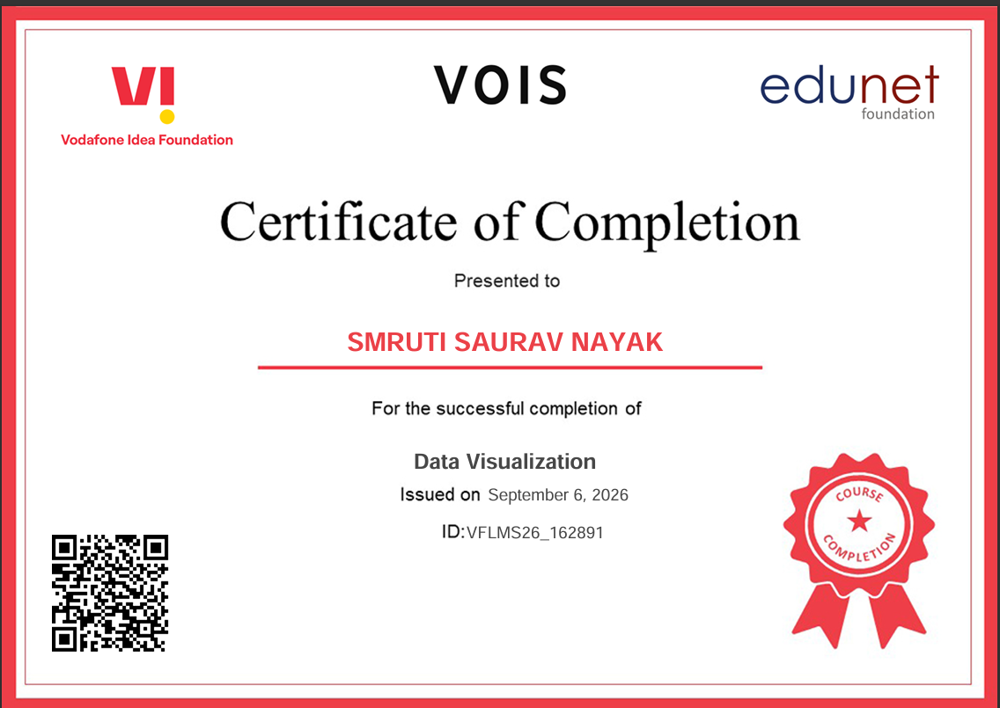 VI
Vodafone Idea Foundation
VOIS
edunet
foundation
Certificate of Completion
Presented to
SMRUTI SAURAV NAYAK
For the successful completion of
Data Visualization
Issued on September 6, 2026
ID:VFLMS26_162891
COURSE
COMPLETION